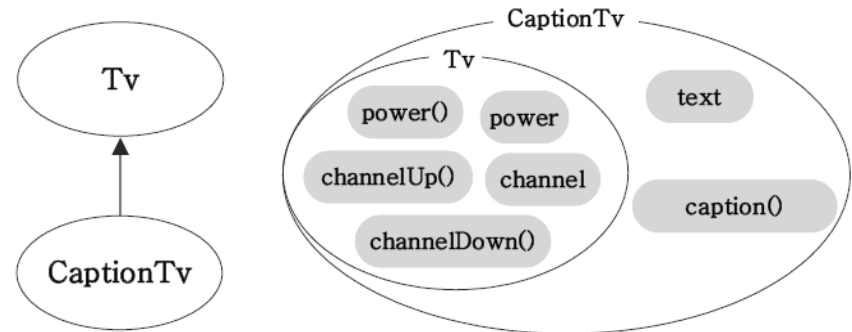 Tv
CaptionTv
CaptionTv
Tv
power()
power
channelUp()
channel
channelDown()
text
caption()